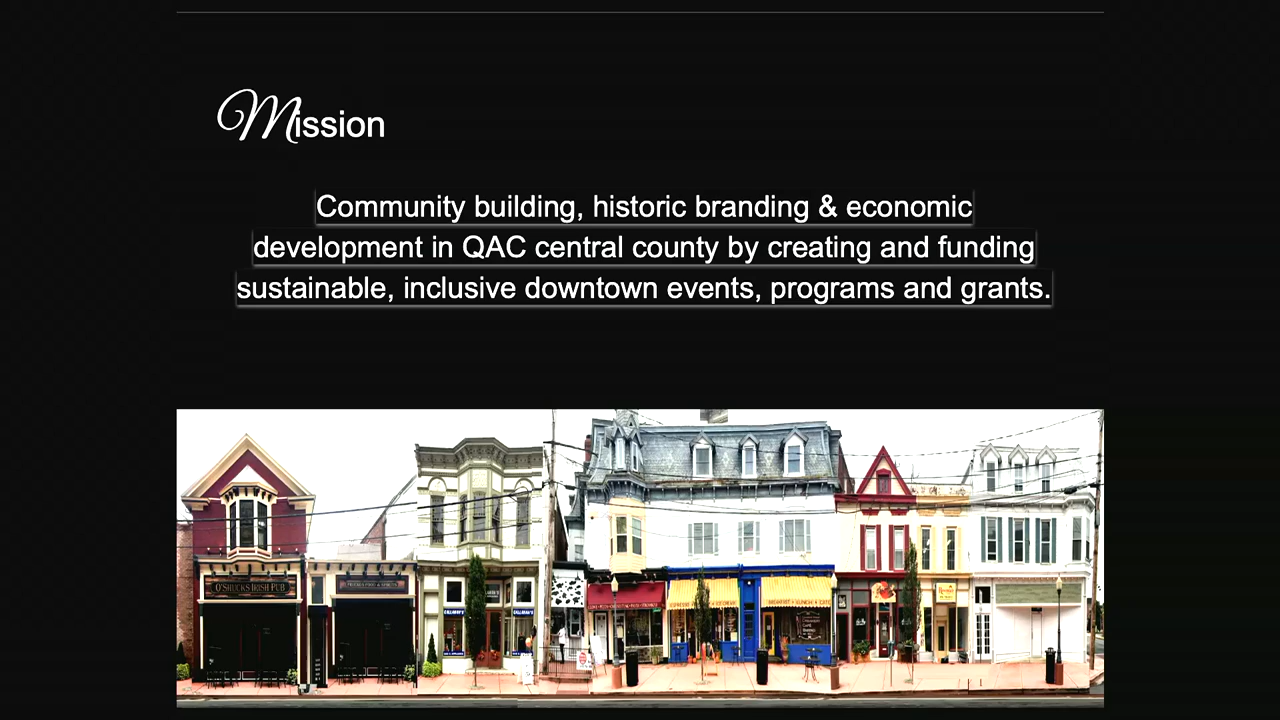 Mission
Community building, historic branding & economic
development in QAC central county by creating and funding
sustainable, inclusive downtown events, programs and grants.
O'SHUCKS IRISH PUB